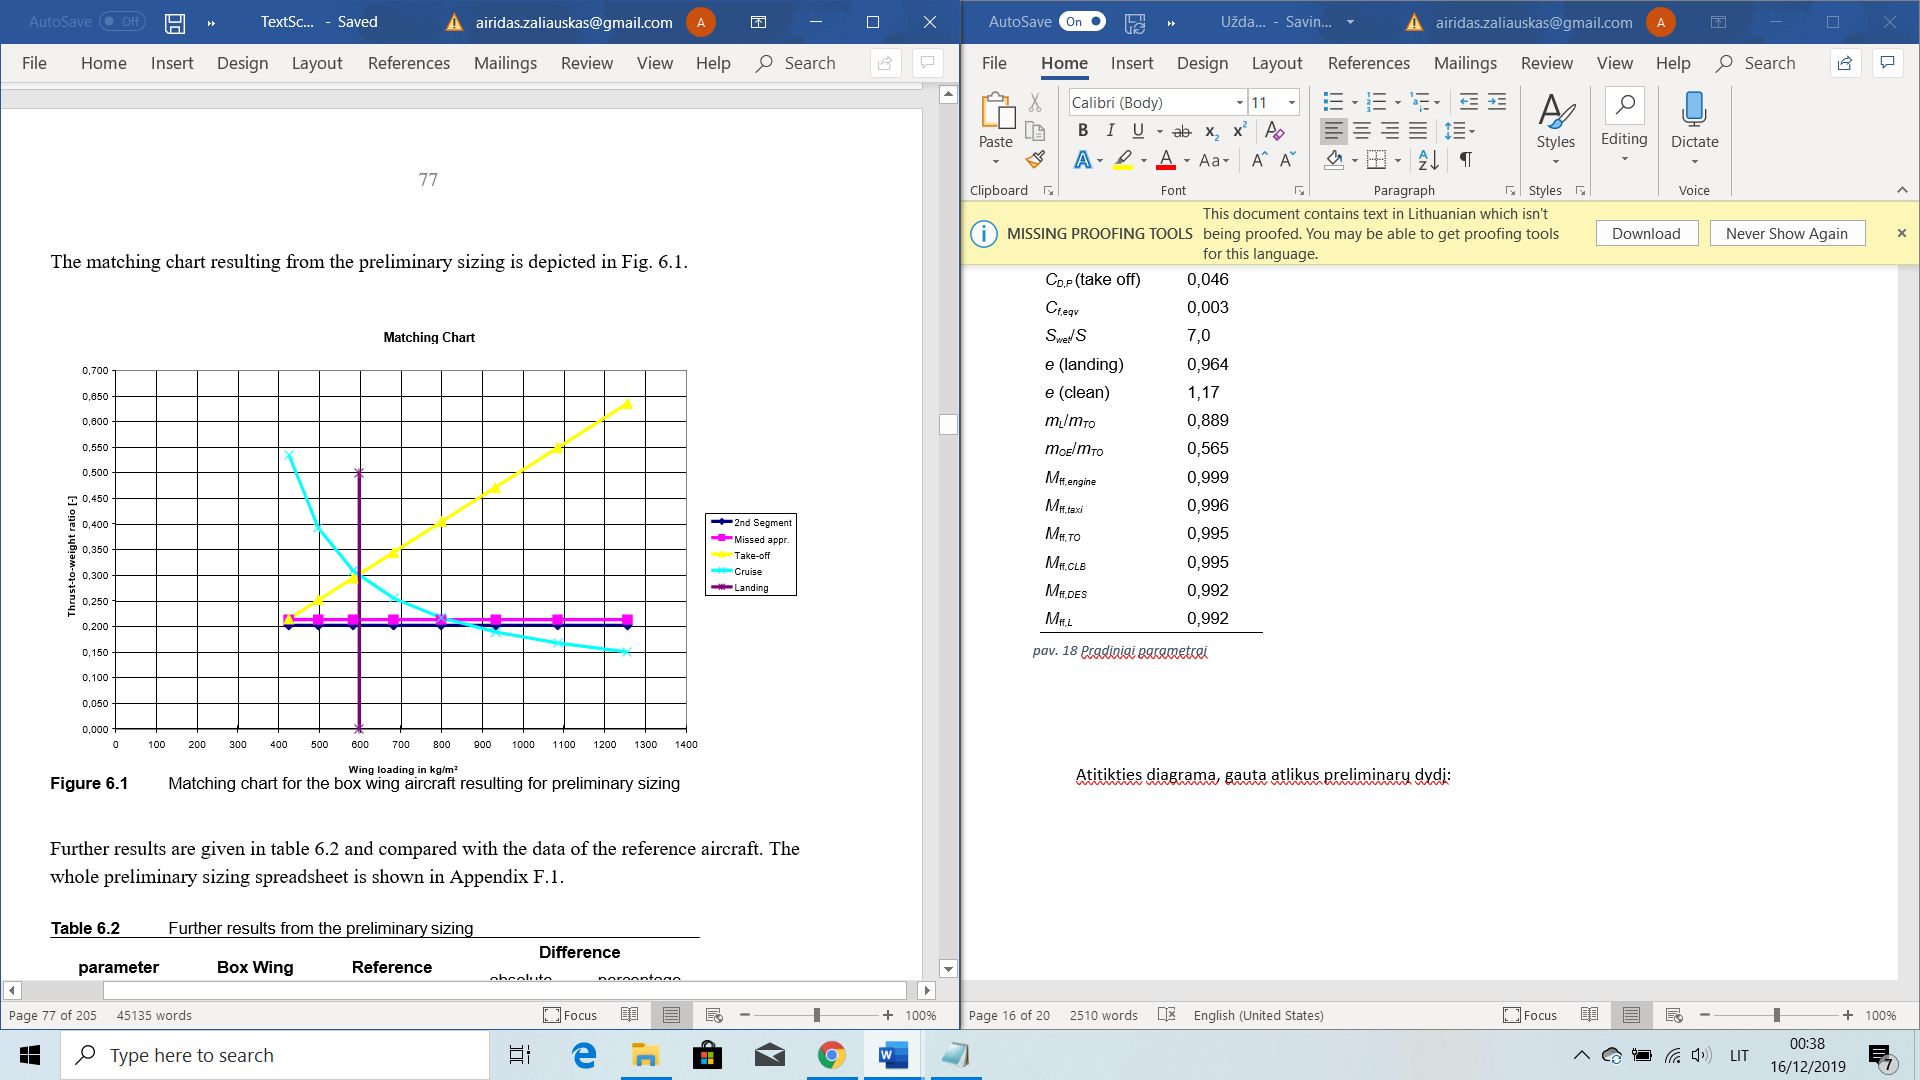 AutoSave Off TextSc... - Saved airidas.zaliauskas@gmail.com A
File Home Insert Design Layout References Mailings Review View Help Search
77
The matching chart resulting from the preliminary sizing is depicted in Fig. 6.1.
Matching Chart
0,700
0,650
0,600
0,550
0,500
0,450
0,400
0,350
0,300
0,250
0,200
0,150
0,100
0,050
0,000
Thrust-to-weight ratio [-]
0 100 200 300 400 500 600 700 800 900 1000 1100 1200 1300 1400
Wing loading in kg/m²
2nd Segment
Missed appr.
Take-off
Cruise
Landing
Figure 6.1 Matching chart for the box wing aircraft resulting for preliminary sizing
Further results are given in table 6.2 and compared with the data of the reference aircraft. The
whole preliminary sizing spreadsheet is shown in Appendix F.1.
Table 6.2 Further results from the preliminary sizing
Difference
parameter Box Wing Reference
absolute percentage
Page 77 of 205 45135 words Focus 100%
AutoSave On Užda... - Savin... airidas.zaliauskas@gmail.com A
File Home Insert Design Layout References Mailings Review View Help Search
Paste
Calibri (Body) 11
Styles Editing Dictate
Clipboard Font Paragraph Styles Voice
MISSING PROOFING TOOLS This document contains text in Lithuanian which isn't being proofed. You may be able to get proofing tools for this language. Download Never Show Again
C D,P (take off) 0,046
C f,eqv 0,003
S wet/S 7,0
e (landing) 0,964
e (clean) 1,17
m L/m TO 0,889
m OE/m TO 0,565
M ff,engine 0,999
M ff,taxi 0,996
M ff,TO 0,995
M ff,CLB 0,995
M ff,DES 0,992
M ff,L 0,992
pav. 18 Pradiniai parametrai
Atitikties diagrama, gauta atlikus preliminarų dydį:
Page 16 of 20 2510 words English (United States) Focus 100%
Type here to search
LIT
00:38
16/12/2019
7